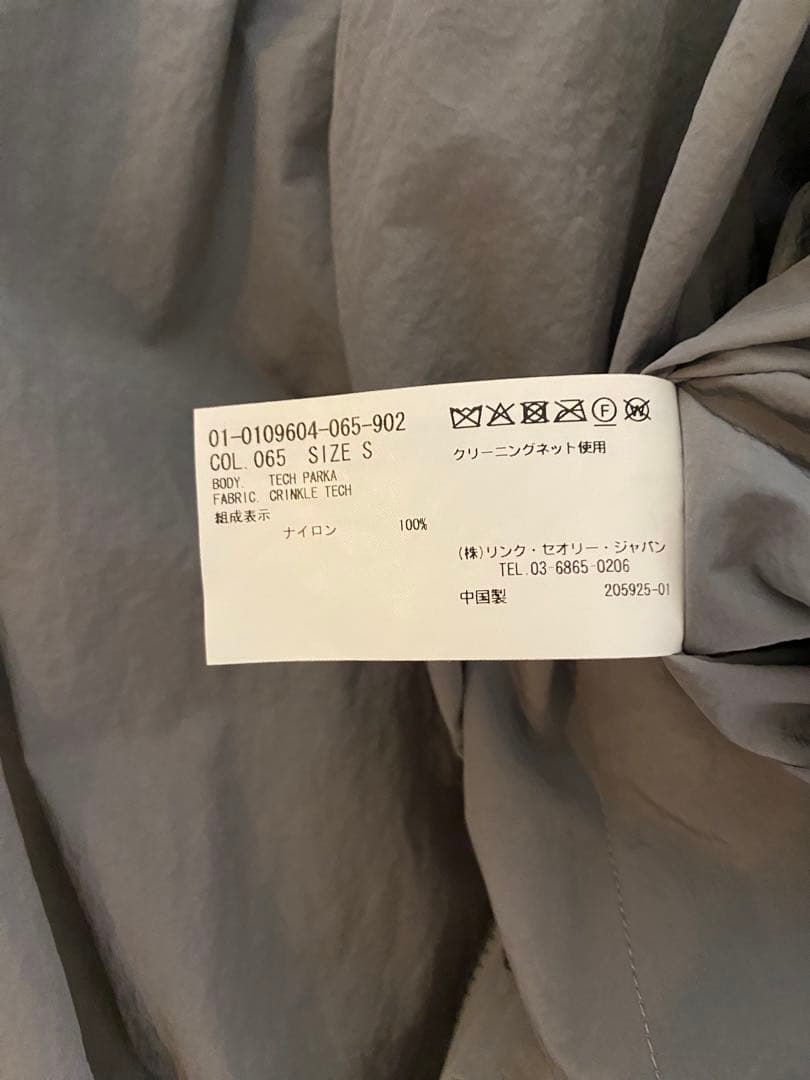 01-0109604-065-902
COL. 065 SIZE S
BODY. TECH PARKA
FABRIC. CRINKLE TECH
組成表示
ナイロン 100%
F W
クリーニングネット使用
(株)リンク・セオリー・ジャパン
TEL.03-6865-0206
中国製 205925-01